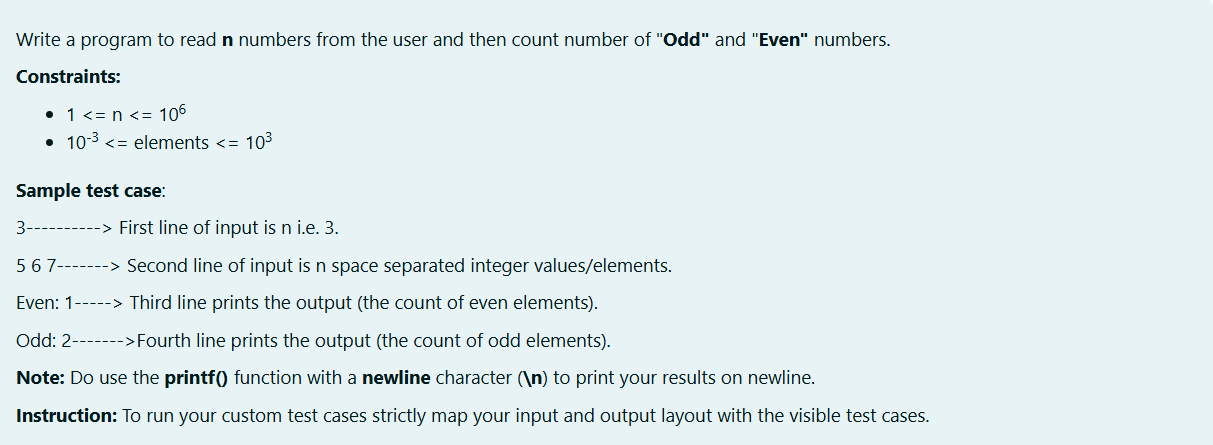 Write a program to read n numbers from the user and then count number of "Odd" and "Even" numbers.
Constraints:
• 1 <= n <= 10⁶
• 10⁻³ <= elements <= 10³
Sample test case:
3----------> First line of input is n i.e. 3.
5 6 7-------> Second line of input is n space separated integer values/elements.
Even: 1-----> Third line prints the output (the count of even elements).
Odd: 2------->Fourth line prints the output (the count of odd elements).
Note: Do use the printf() function with a newline character (\n) to print your results on newline.
Instruction: To run your custom test cases strictly map your input and output layout with the visible test cases.